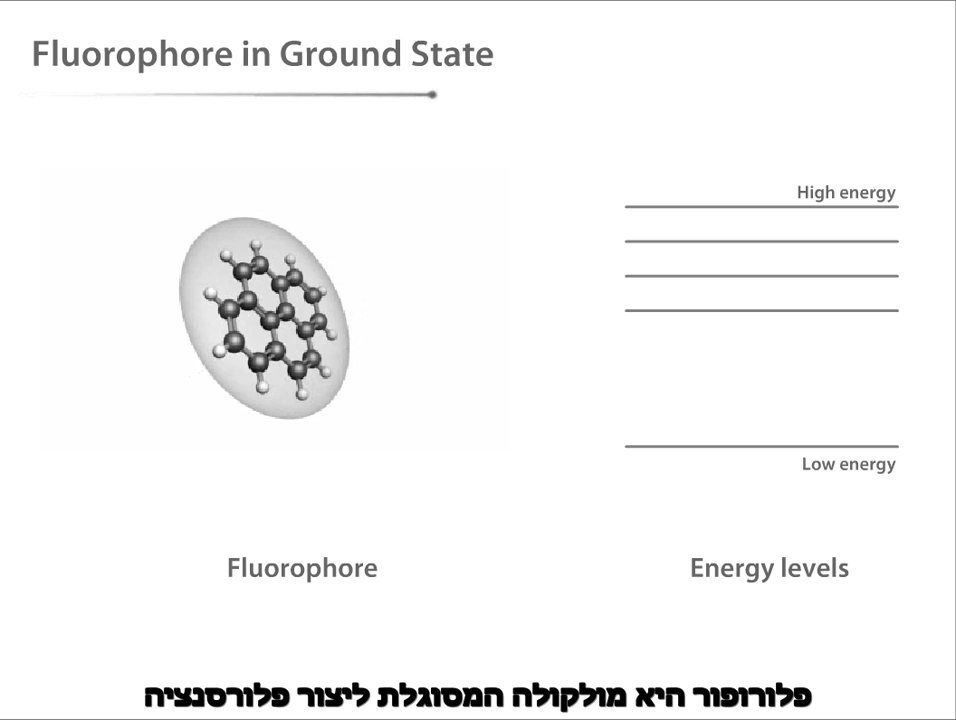 Fluorophore in Ground State
High energy
Low energy
Fluorophore
Energy levels
פלורופור היא מולקולה המסוגלת ליצור פלורסנציה